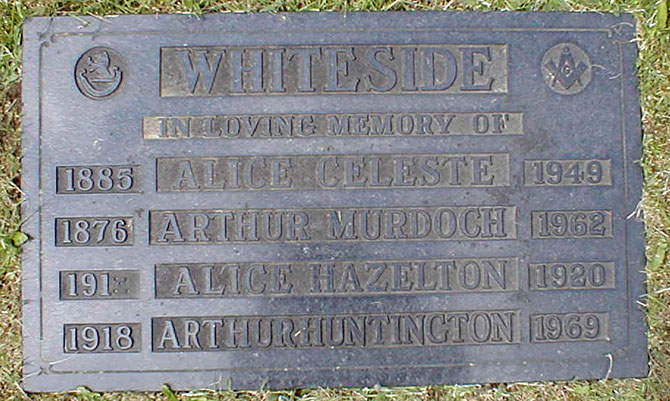 WHITESIDE
G
IN LOVING MEMORY OF
1885 ALICE CELESTE 1949
1876 ARTHUR MURDOCH 1962
ALICE HAZELTON 1920
1918 ARTHUR HUNTINGTON 1969